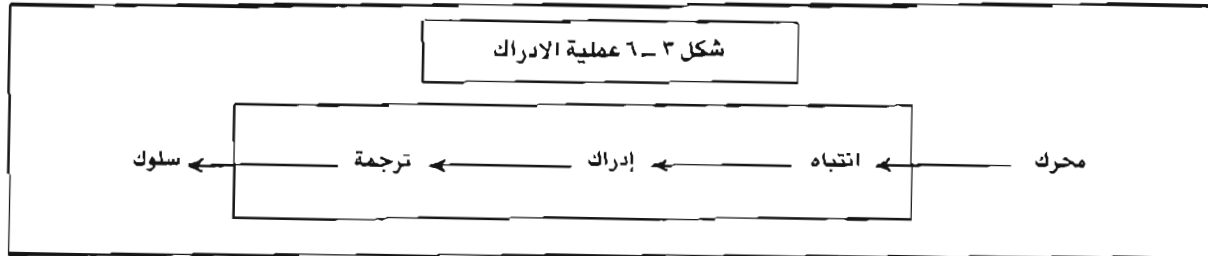 شكل ٣ – ٦ عملية الادراك
محرك انتباه إدراك ترجمة سلوك